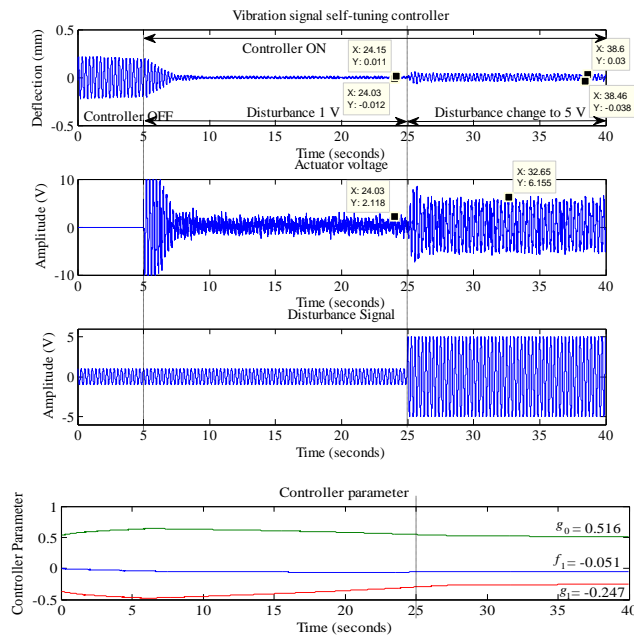 Vibration signal self-tuning controller
0.5
0
-0.5
Deflection (mm)
Controller ON
X: 24.15
Y: 0.011
X: 24.03
Y: -0.012
X: 38.6
Y: 0.03
X: 38.46
Y: -0.038
Controller OFF
Disturbance 1 V
Disturbance change to 5 V
0 5 10 15 20 25 30 35 40
Time (seconds)
Actuator voltage
10
0
-10
Amplitude (V)
X: 24.03
Y: 2.118
X: 32.65
Y: 6.155
0 5 10 15 20 25 30 35 40
Time (seconds)
Disturbance Signal
5
0
-5
Amplitude (V)
0 5 10 15 20 25 30 35 40
Time (seconds)
Controller parameter
1
0.5
0
-0.5
Controller Parameter
g0 = 0.516
f1 = -0.051
g1 = -0.247
0 5 10 15 20 25 30 35 40
Time (seconds)